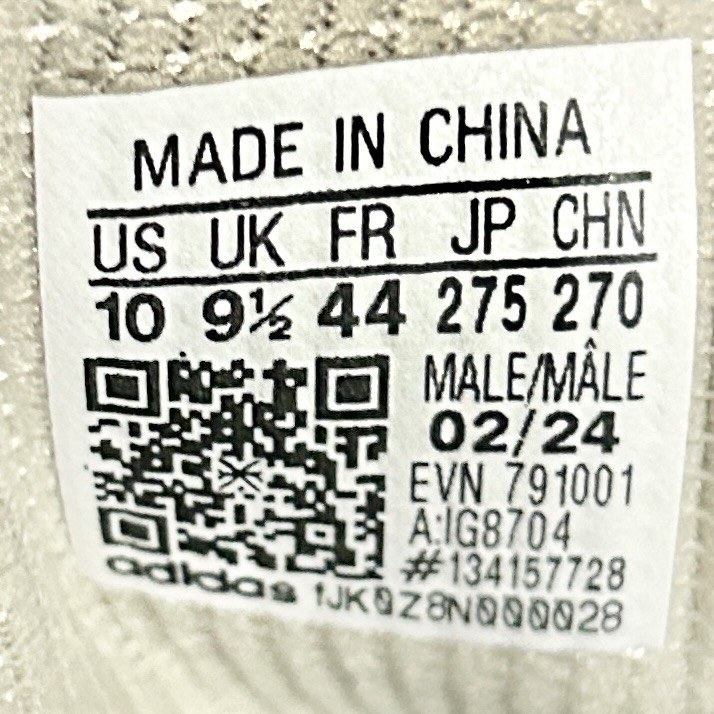 MADE IN CHINA
US UK FR JP CHN
10 9½ 44 275 270
MALE/MÂLE
02/24
EVN 791001
A:IG8704
#134157728
adidas 1JK0Z8N000028